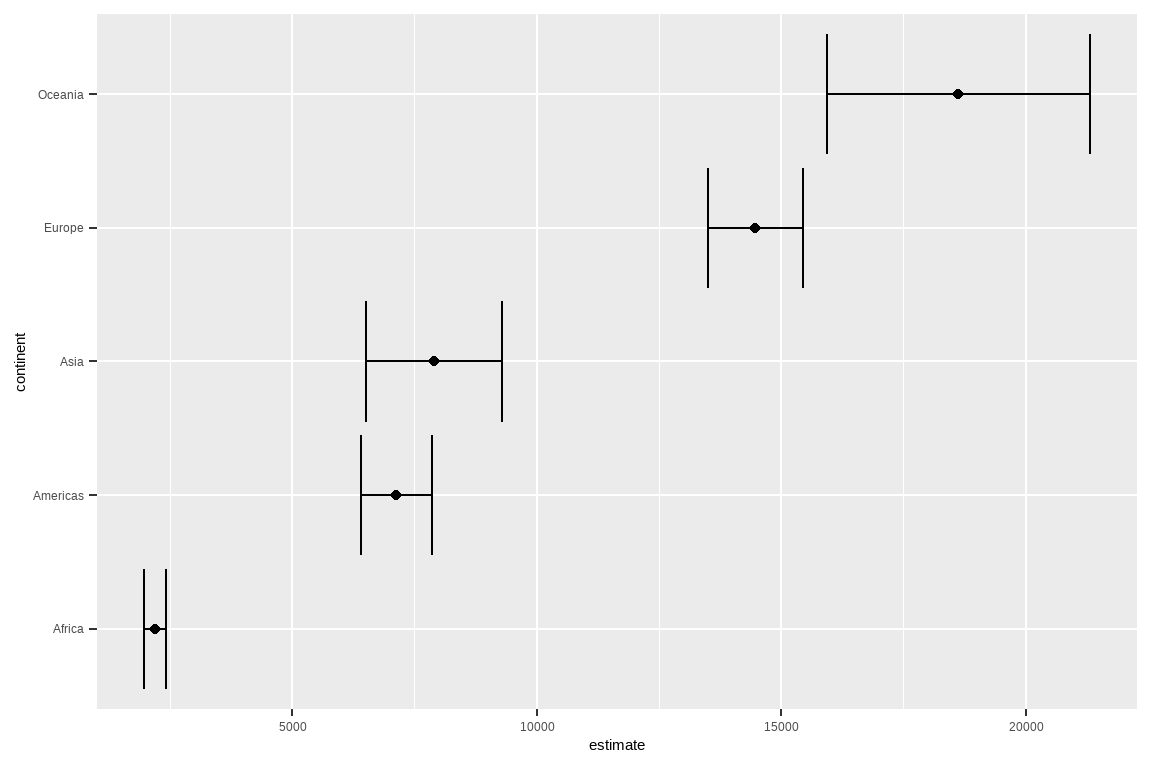 Oceania
Europe
Asia
Americas
Africa
continent
5000 10000 15000 20000
estimate